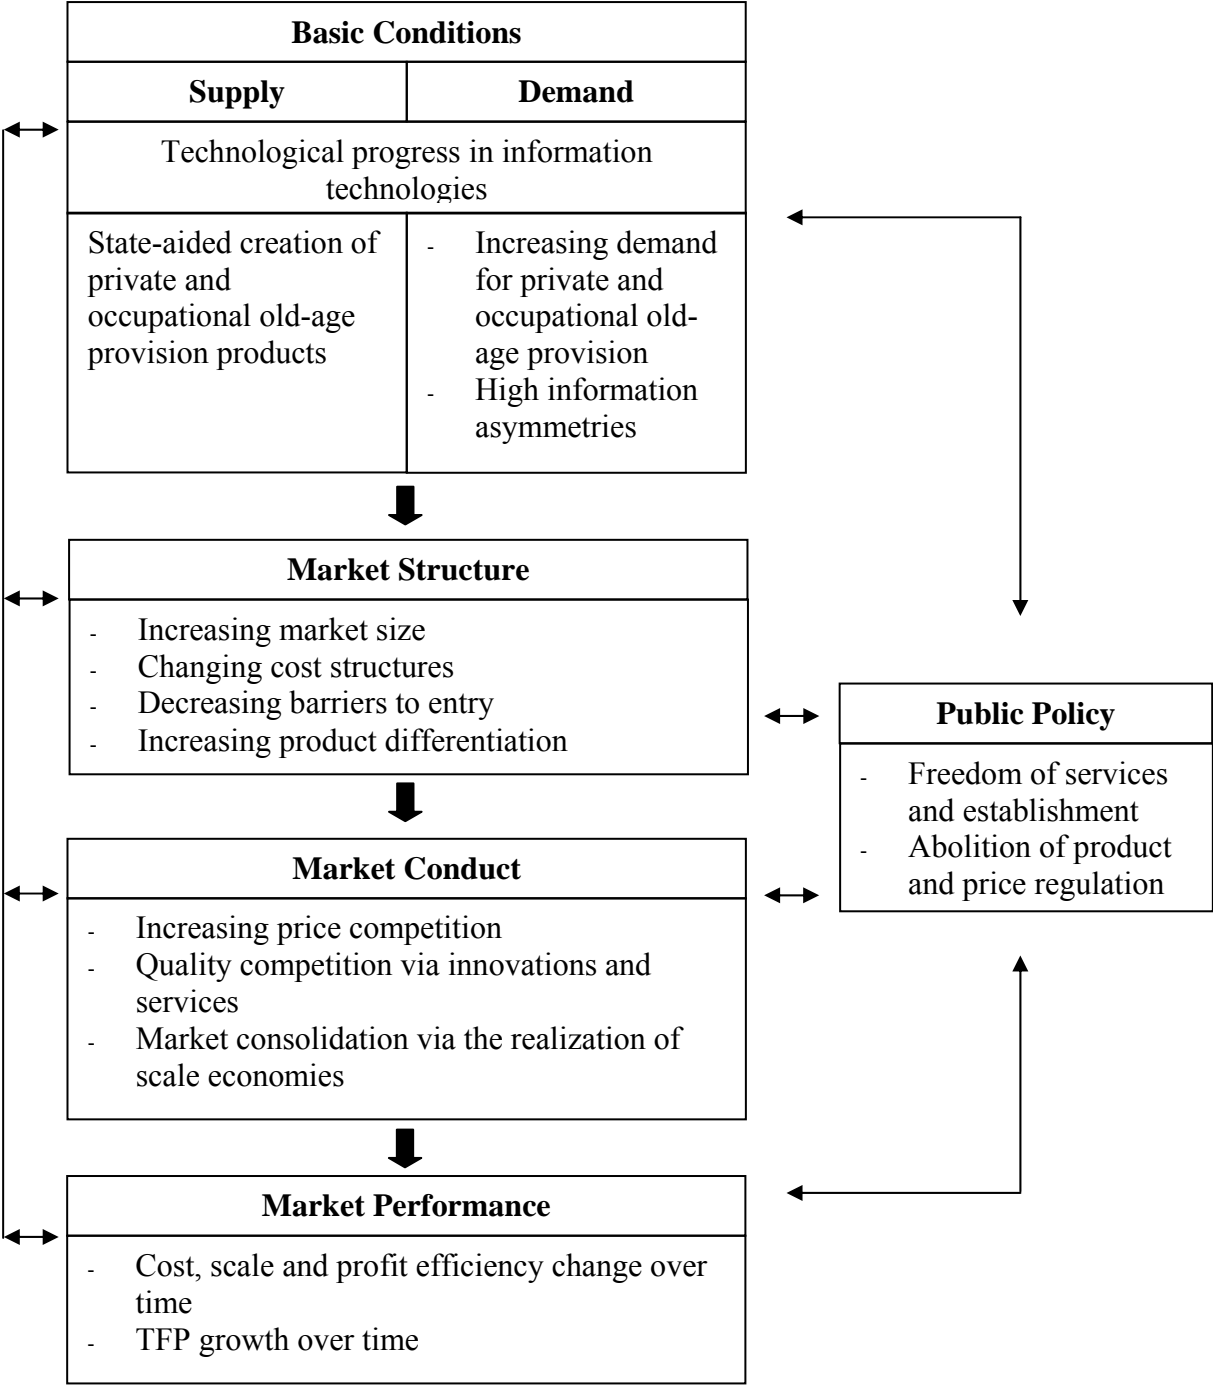 Basic Conditions
Supply
Demand
Technological progress in information
technologies
State-aided creation of
private and
occupational old-age
provision products
- Increasing demand
for private and
occupational old-
age provision
- High information
asymmetries
Market Structure
- Increasing market size
- Changing cost structures
- Decreasing barriers to entry
- Increasing product differentiation
Public Policy
- Freedom of services
and establishment
- Abolition of product
and price regulation
Market Conduct
- Increasing price competition
- Quality competition via innovations and
services
- Market consolidation via the realization of
scale economies
Market Performance
- Cost, scale and profit efficiency change over
time
- TFP growth over time